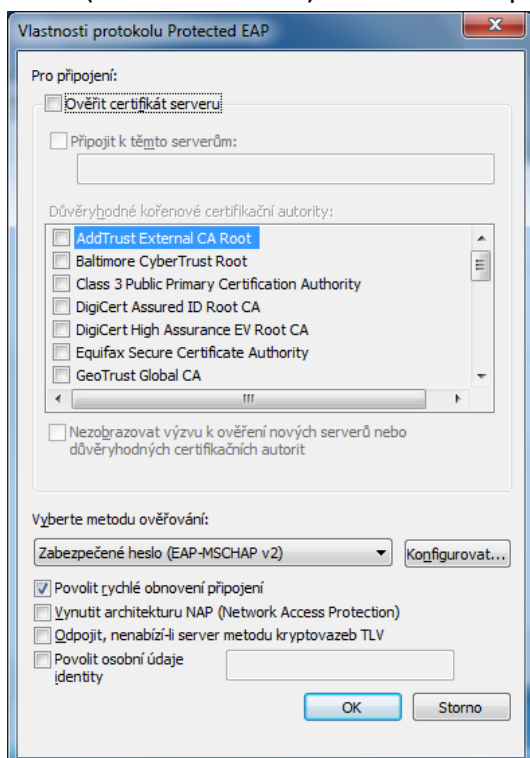 Vlastnosti protokolu Protected EAP
Pro připojení:
Ověřit certifikát serveru
Připojit k těmto serverům:
Důvěryhodné kořenové certifikační autority:
AddTrust External CA Root
Baltimore CyberTrust Root
Class 3 Public Primary Certification Authority
DigiCert Assured ID Root CA
DigiCert High Assurance EV Root CA
Equifax Secure Certificate Authority
GeoTrust Global CA
Nezobrazovat výzvu k ověření nových serverů nebo
důvěryhodných certifikačních autorit
Vyberte metodu ověřování:
Zabezpečené heslo (EAP-MSCHAP v2)
Konfigurovat...
Povolit rychlé obnovení připojení
Vynutit architekturu NAP (Network Access Protection)
Odpojit, nenabízí-li server metodu kryptovazeb TLV
Povolit osobní údaje
identity
OK
Storno